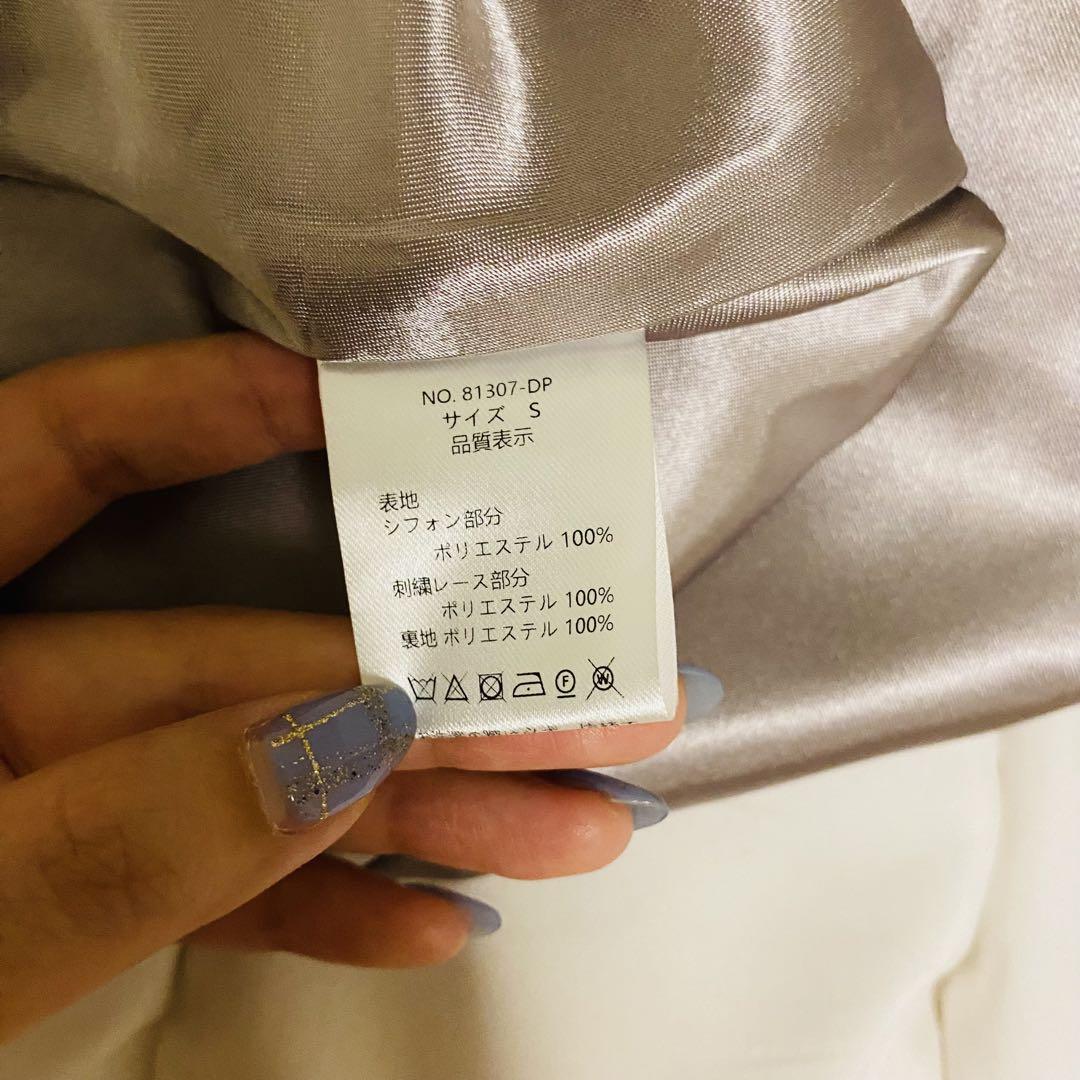 NO. 81307-DP
サイズ S
品質表示
表地
シフォン部分
ポリエステル 100%
刺繍レース部分
ポリエステル 100%
裏地 ポリエステル 100%
F W